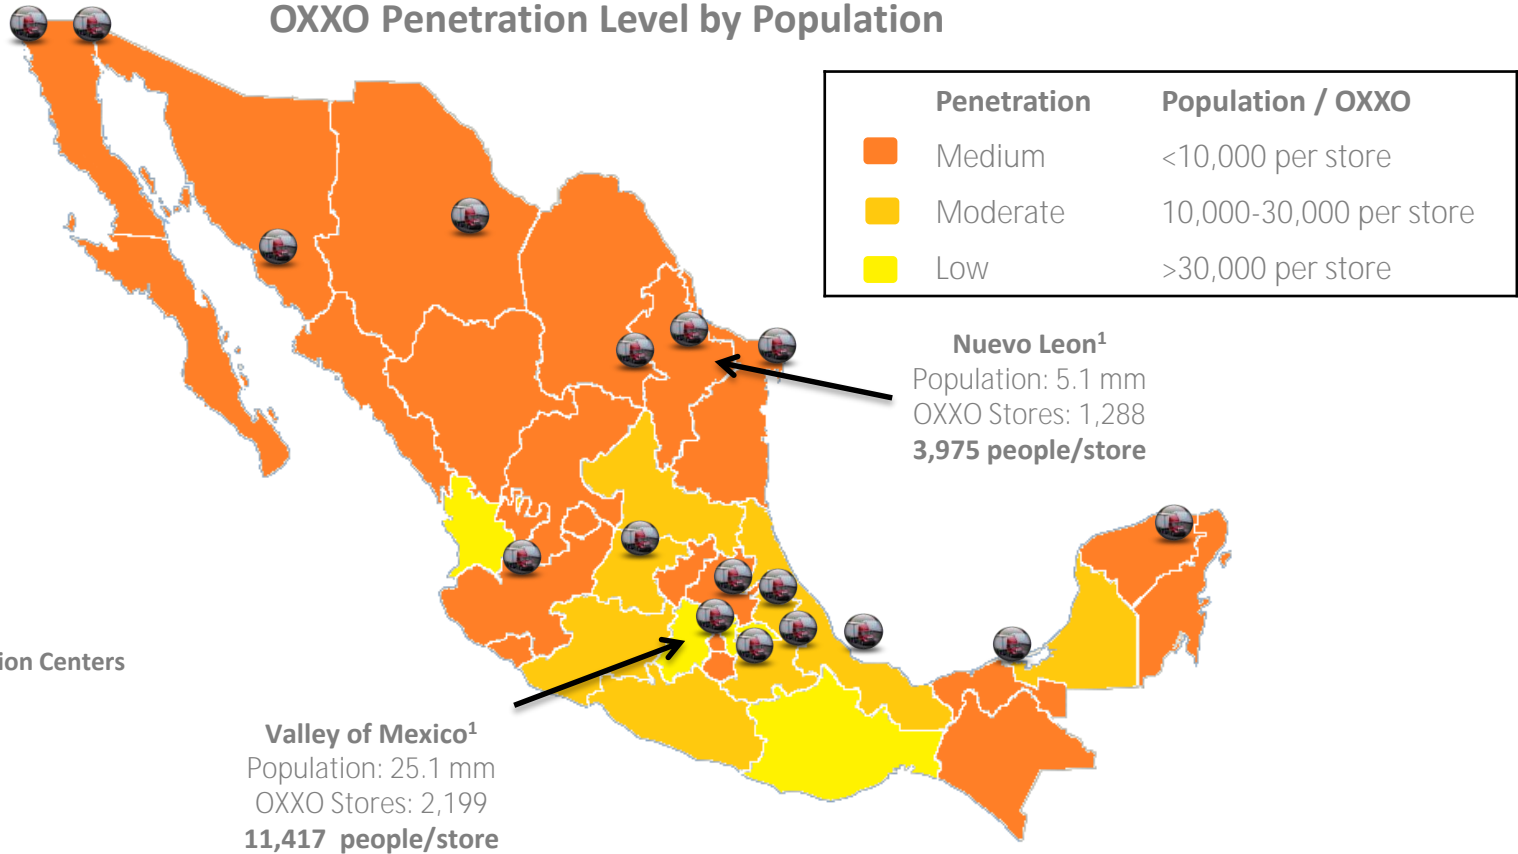 OXXO Penetration Level by Population
Penetration Population / OXXO
Medium <10,000 per store
Moderate 10,000-30,000 per store
Low >30,000 per store
Nuevo Leon¹
Population: 5.1 mm
OXXO Stores: 1,288
3,975 people/store
ion Centers
Valley of Mexico¹
Population: 25.1 mm
OXXO Stores: 2,199
11,417 people/store